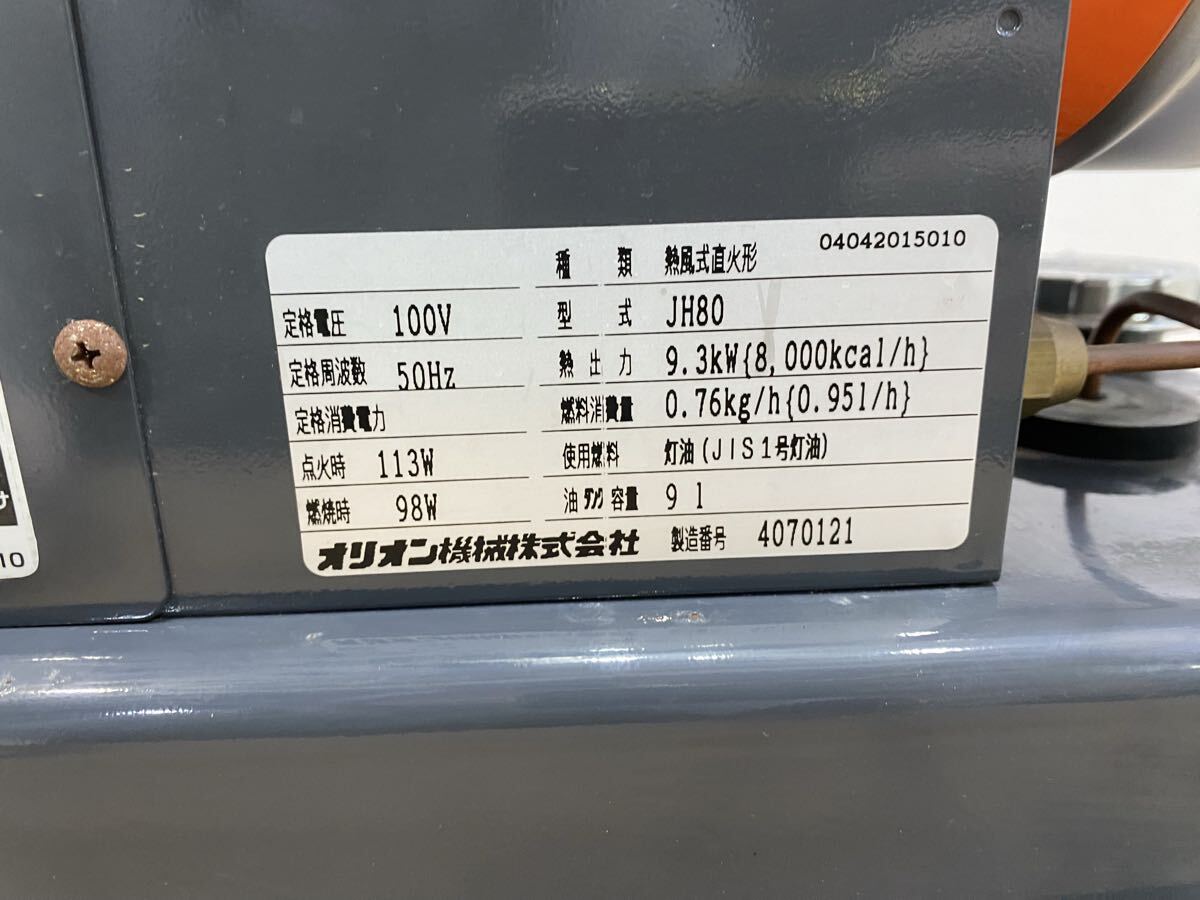 04042015010
種 類 熱風式直火形
定格電圧 100V 型 式 JH80
定格周波数 50Hz 熱出力 9.3kW{8,000kcal/h}
定格消費電力 燃料消費量 0.76kg/h{0.95l/h}
点火時 113W 使用燃料 灯油(JIS1号灯油)
燃焼時 98W 油タンク容量 9 l
オリオン機械株式会社 製造番号 4070121
10